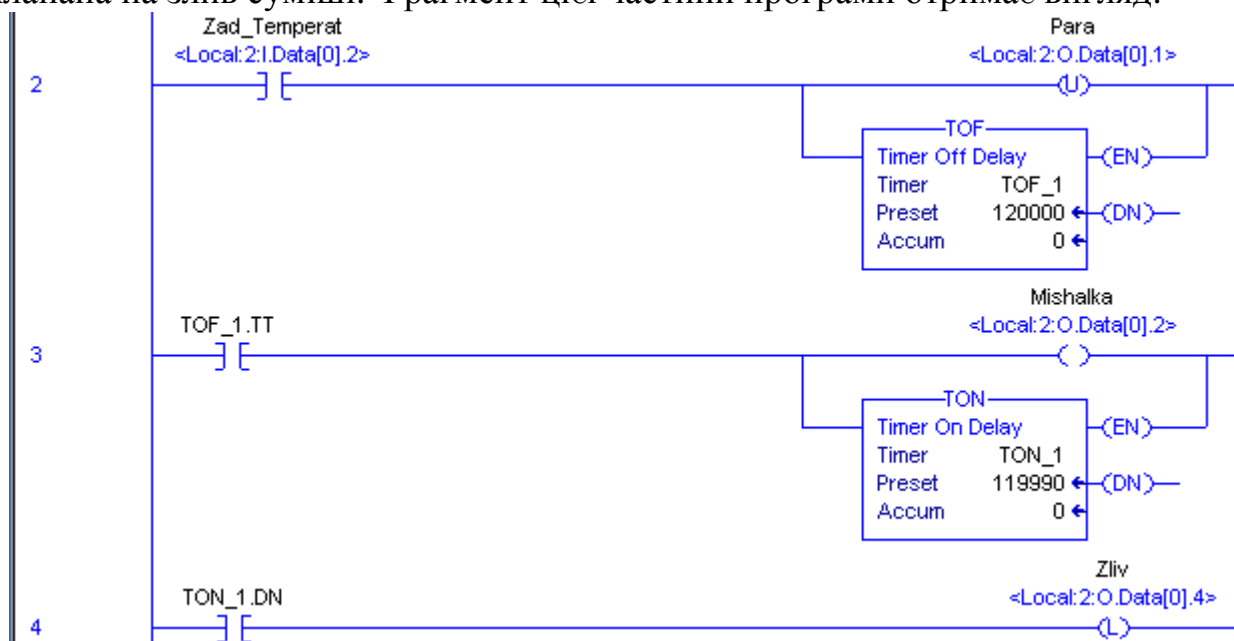 на злив суміші. Фрагмент цієї частини програми отримає вигляд:
Zad_Temperat
<Local:2:I.Data[0].2>
Para
<Local:2:O.Data[0].1>
2
U
TOF
Timer Off Delay
EN
Timer TOF_1
Preset 120000
DN
Accum 0
TOF_1.TT
Mishalka
<Local:2:O.Data[0].2>
3
TON
Timer On Delay
EN
Timer TON_1
Preset 119990
DN
Accum 0
TON_1.DN
Zliv
<Local:2:O.Data[0].4>
4
L